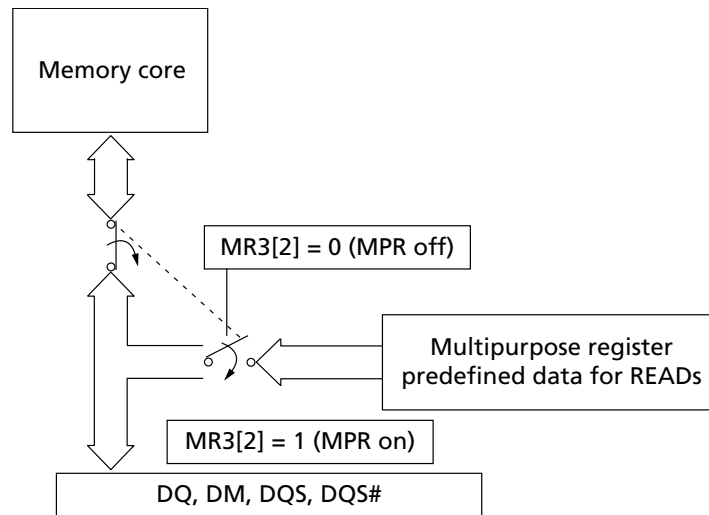 Memory core
MR3[2] = 0 (MPR off)
Multipurpose register
predefined data for READs
MR3[2] = 1 (MPR on)
DQ, DM, DQS, DQS#